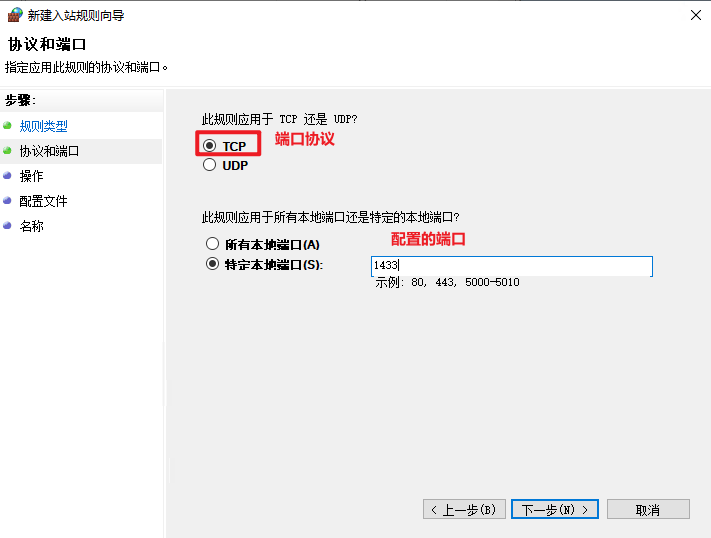 新建入站规则向导
协议和端口
指定应用此规则的协议和端口。
步骤:
规则类型
协议和端口
操作
配置文件
名称
此规则应用于 TCP 还是 UDP?
TCP
端口协议
UDP
此规则应用于所有本地端口还是特定的本地端口?
所有本地端口(A)
配置的端口
特定本地端口(S):
1433
示例: 80, 443, 5000-5010
< 上一步(B)
下一步(N) >
取消